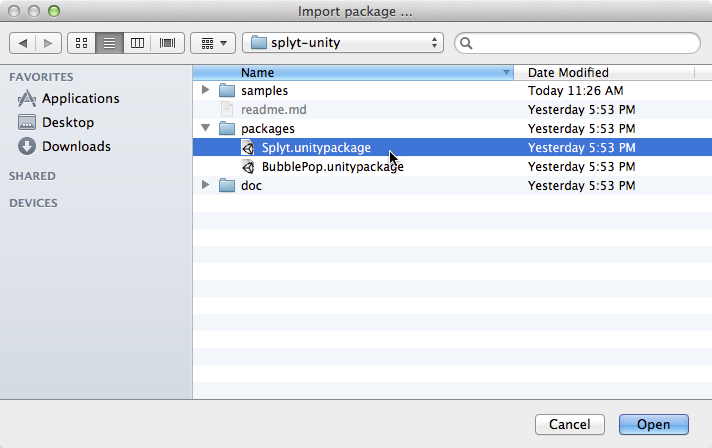 Import package ...
splyt-unity
FAVORITES
Applications
Desktop
Downloads
SHARED
DEVICES
Name Date Modified
samples Today 11:26 AM
readme.md Yesterday 5:53 PM
packages Yesterday 5:53 PM
Splyt.unitypackage Yesterday 5:53 PM
BubblePop.unitypackage Yesterday 5:53 PM
doc Yesterday 5:53 PM
Cancel Open